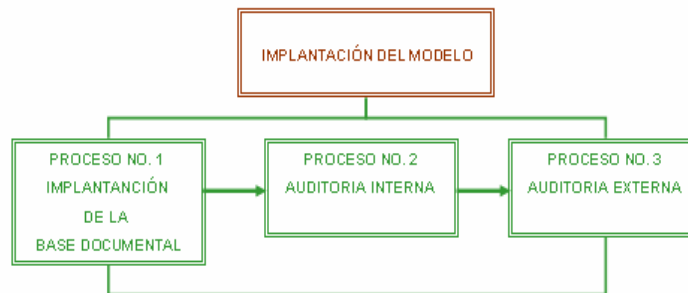 IMPLANTACIÓN DEL MODELO
PROCESO NO. 1
IMPLANTANCIÓN
DE LA
BASE DOCUMENTAL
PROCESO NO. 2
AUDITORIA INTERNA
PROCESO NO. 3
AUDITORIA EXTERNA